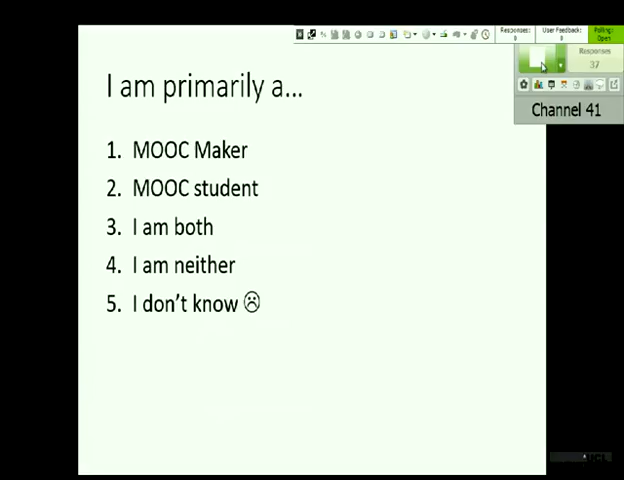 Responses:
0
User Feedback:
0
Polling:
Open
Responses
37
Channel 41
I am primarily a...
1. MOOC Maker
2. MOOC student
3. I am both
4. I am neither
5. I don't know ☹